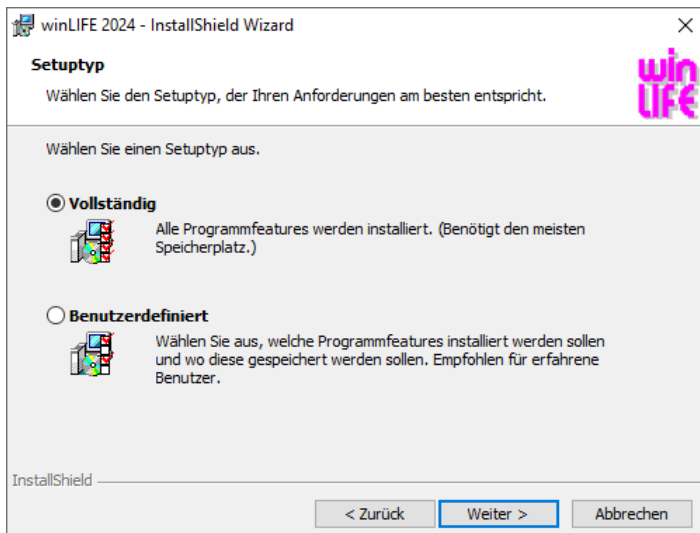 winLIFE 2024 - InstallShield Wizard
Setuptyp
Wählen Sie den Setuptyp, der Ihren Anforderungen am besten entspricht.
win
LIFE
Wählen Sie einen Setuptyp aus.
Vollständig
Alle Programmfeatures werden installiert. (Benötigt den meisten
Speicherplatz.)
Benutzerdefiniert
Wählen Sie aus, welche Programmfeatures installiert werden sollen
und wo diese gespeichert werden sollen. Empfohlen für erfahrene
Benutzer.
InstallShield
< Zurück
Weiter >
Abbrechen